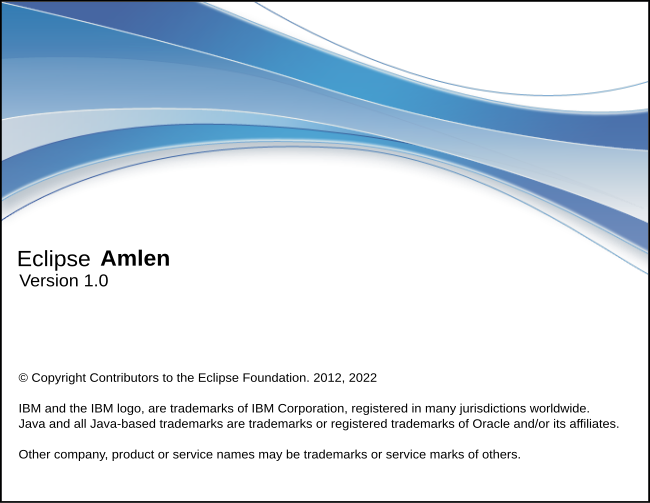 Eclipse Amlen
Version 1.0
© Copyright Contributors to the Eclipse Foundation. 2012, 2022
IBM and the IBM logo, are trademarks of IBM Corporation, registered in many jurisdictions worldwide.
Java and all Java-based trademarks are trademarks or registered trademarks of Oracle and/or its affiliates.
Other company, product or service names may be trademarks or service marks of others.